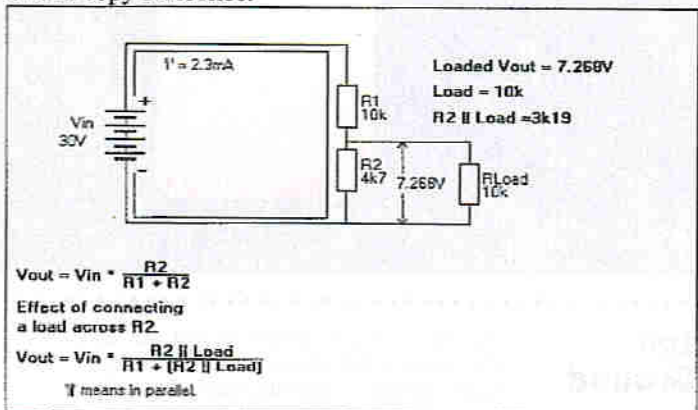 1' = 2.3mA
Loaded Vout = 7.268V
Load = 10k
R2 || Load =3k19
+
Vin
30V
-
R1
10k
R2
4k7
7.268V
RLoad
10k
Vout = Vin * R2
R1 + R2
Effect of connecting
a load across R2.
Vout = Vin * R2 || Load
R1 + [R2 || Load]
'||' means in parallel.